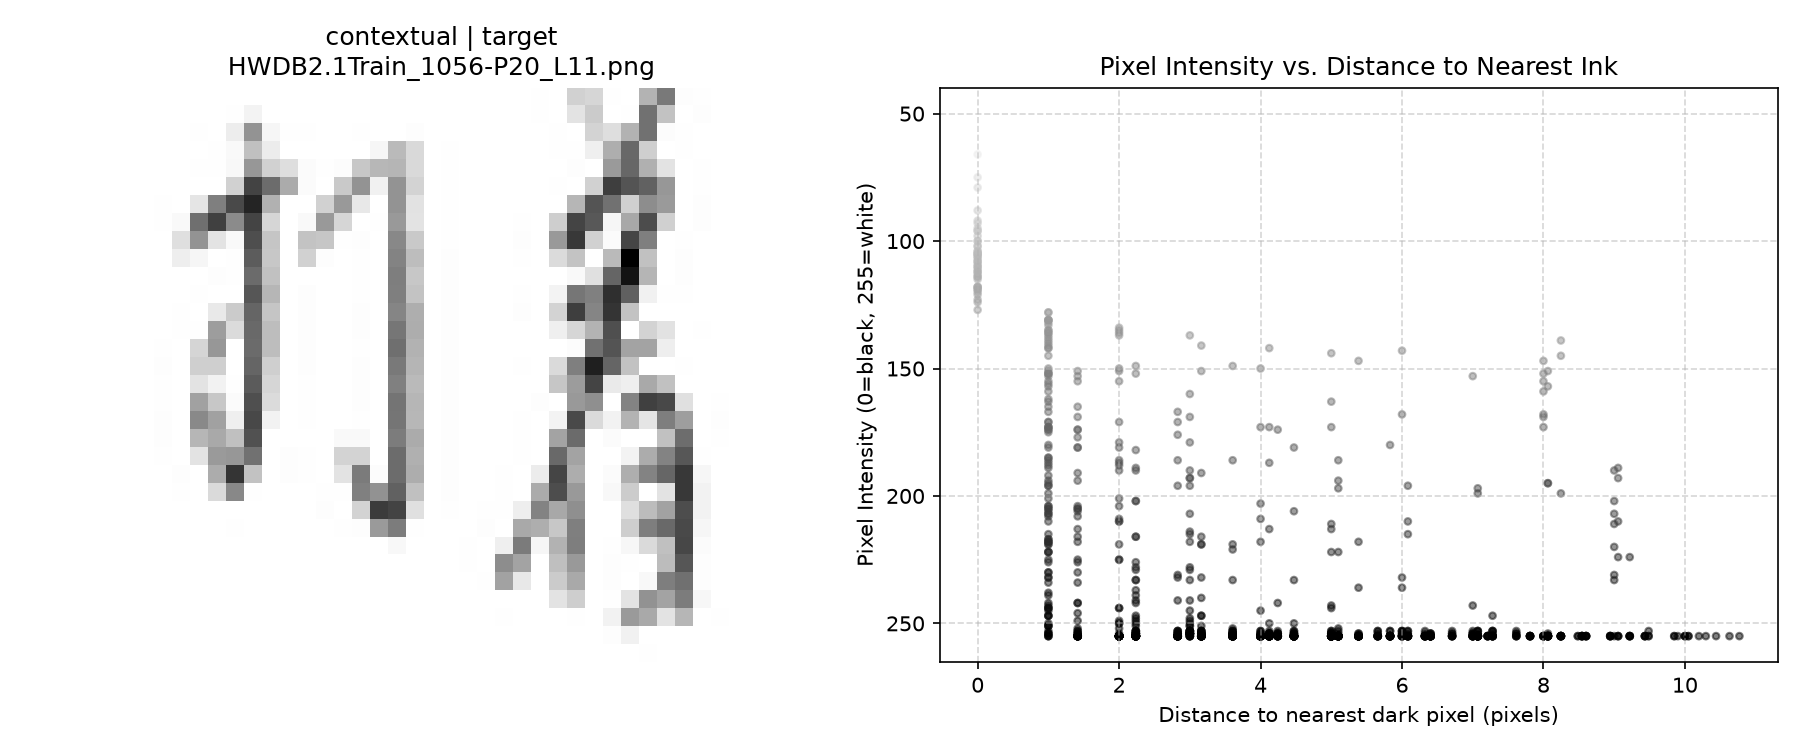 contextual | target
HWDB2.1Train_1056-P20_L11.png
Pixel Intensity vs. Distance to Nearest Ink
Pixel Intensity (0=black, 255=white)
50
100
150
200
250
0 2 4 6 8 10
Distance to nearest dark pixel (pixels)